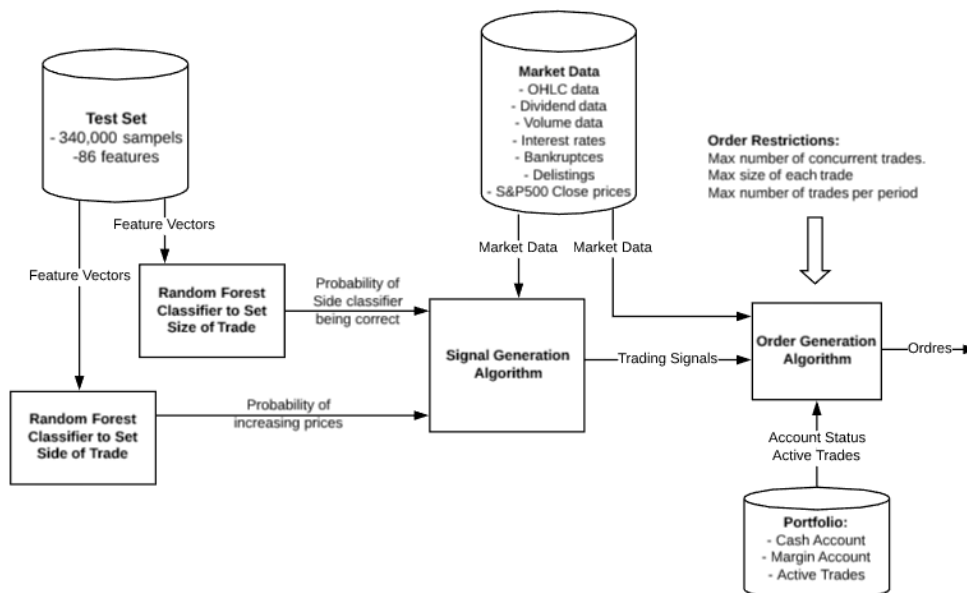 Test Set
- 340,000 sampels
-86 features
Market Data
- OHLC data
- Dividend data
- Volume data
- Interest rates
- Bankruptces
- Delistings
- S&P500 Close prices
Order Restrictions:
Max number of concurrent trades.
Max size of each trade
Max number of trades per period
Feature Vectors
Feature Vectors
Market Data
Market Data
Random Forest
Classifier to Set
Size of Trade
Probability of
Side classifier
being correct
Signal Generation
Algorithm
Trading Signals
Order Generation
Algorithm
Ordres
Random Forest
Classifier to Set
Side of Trade
Probability of
increasing prices
Account Status
Active Trades
Portfolio:
- Cash Account
- Margin Account
- Active Trades